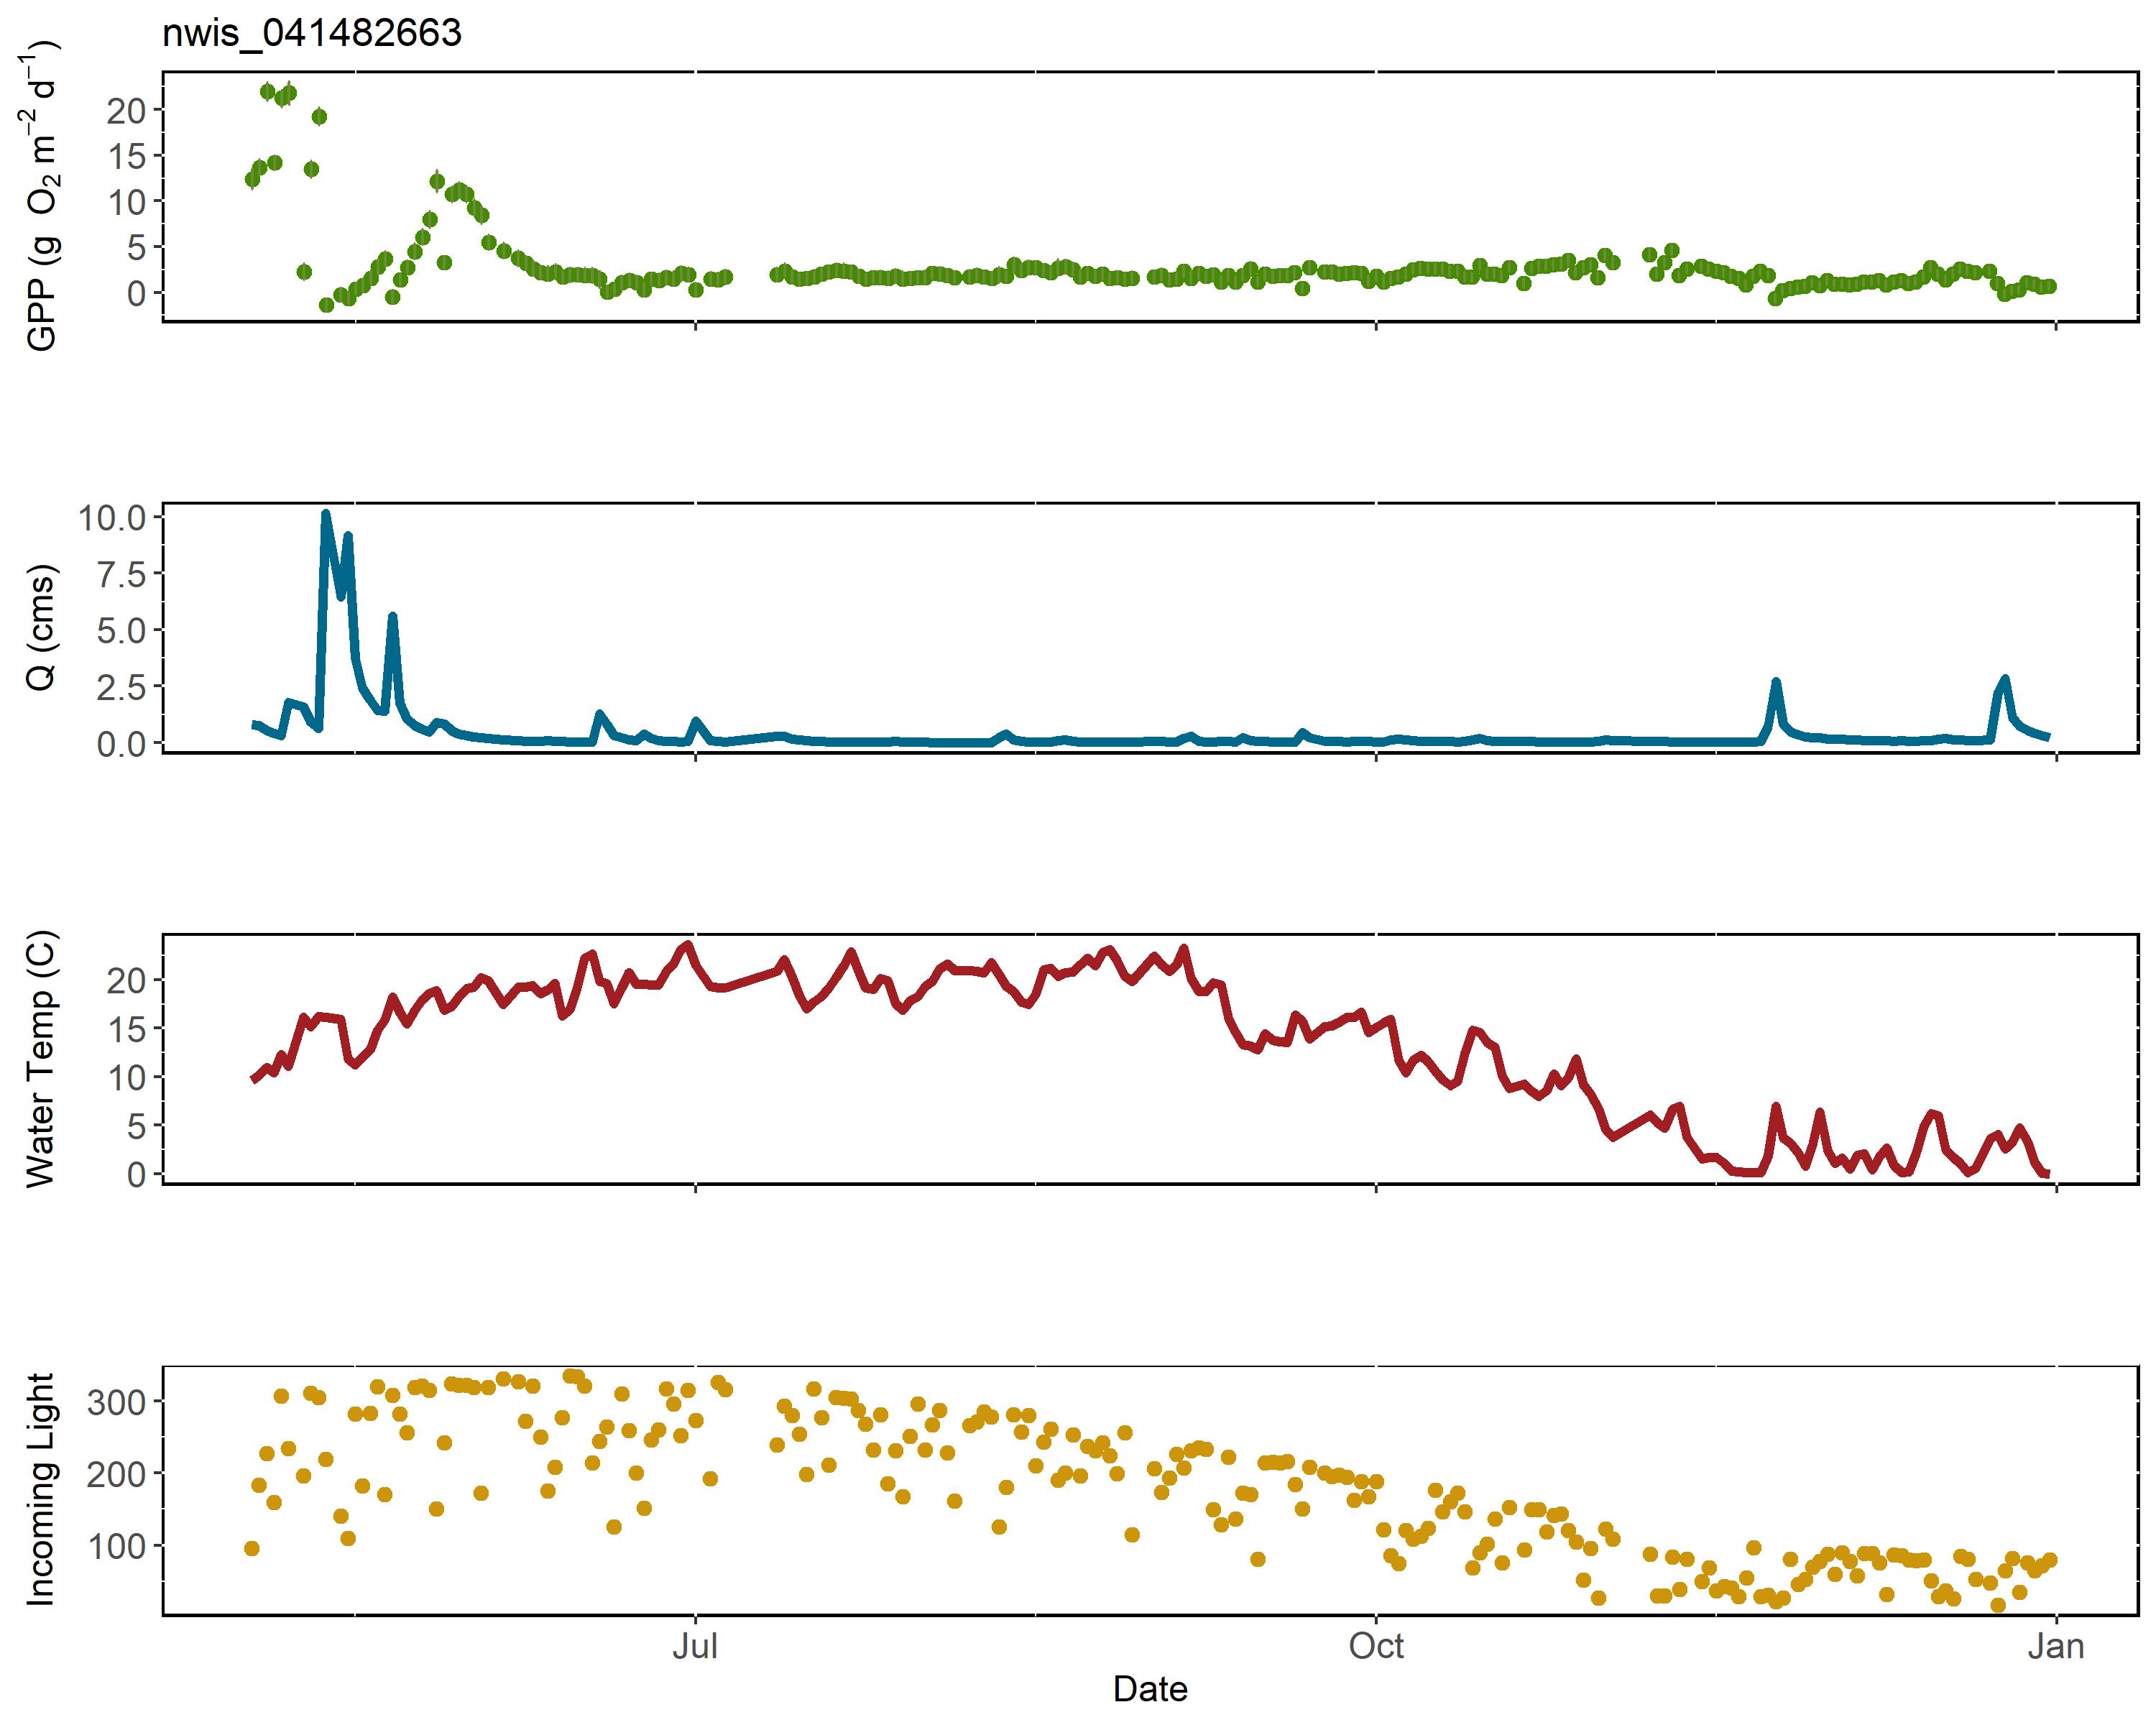 nwis_041482663
GPP (g O₂ m⁻² d⁻¹)
20
15
10
5
0
Q (cms)
10.0
7.5
5.0
2.5
0.0
Water Temp (C)
20
15
10
5
0
Incoming Light
300
200
100
Jul
Oct
Jan
Date